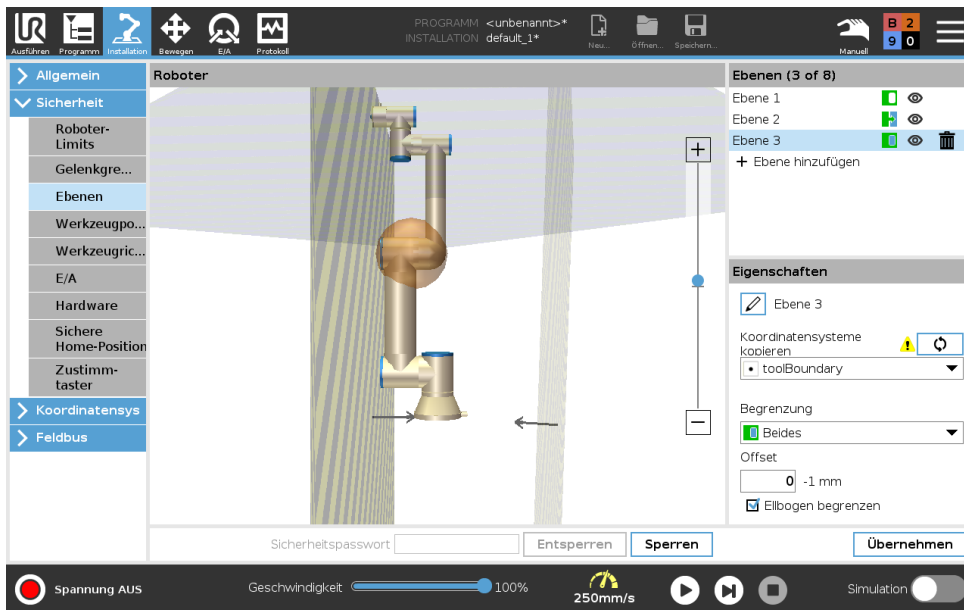 UR
PROGRAMM <unbenannt>*
INSTALLATION default_1*
Ausführen
Programm
Installation
Bewegen
E/A
Protokoll
Neu...
Öffnen...
Speichern...
Manuell
B 2
9 0
Allgemein
Sicherheit
Roboter-
Limits
Gelenkgre...
Ebenen
Werkzeugpo...
Werkzeugric...
E/A
Hardware
Sichere
Home-Position
Zustimm-
taster
Koordinatensys
Feldbus
Roboter
Ebenen (3 of 8)
Ebene 1
Ebene 2
Ebene 3
+ Ebene hinzufügen
Eigenschaften
Ebene 3
Koordinatensysteme
kopieren
toolBoundary
Begrenzung
Beides
Offset
0 -1 mm
Ellbogen begrenzen
Sicherheitspasswort
Entsperren
Sperren
Übernehmen
Spannung AUS
Geschwindigkeit
100%
250mm/s
Simulation